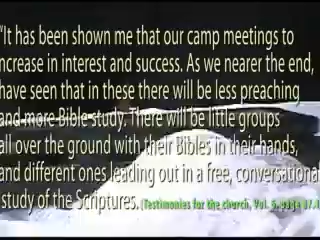 “It has been shown me that our camp meetings to
ncrease in interest and success. As we nearer the end,
have seen that in these there will be less preaching
and more Bible study. There will be little groups
all over the ground with their Bibles in their hands,
and different ones leading out in a free, conversational
study of the Scriptures. (Testimonies for the church, Vol. 6, page 87.